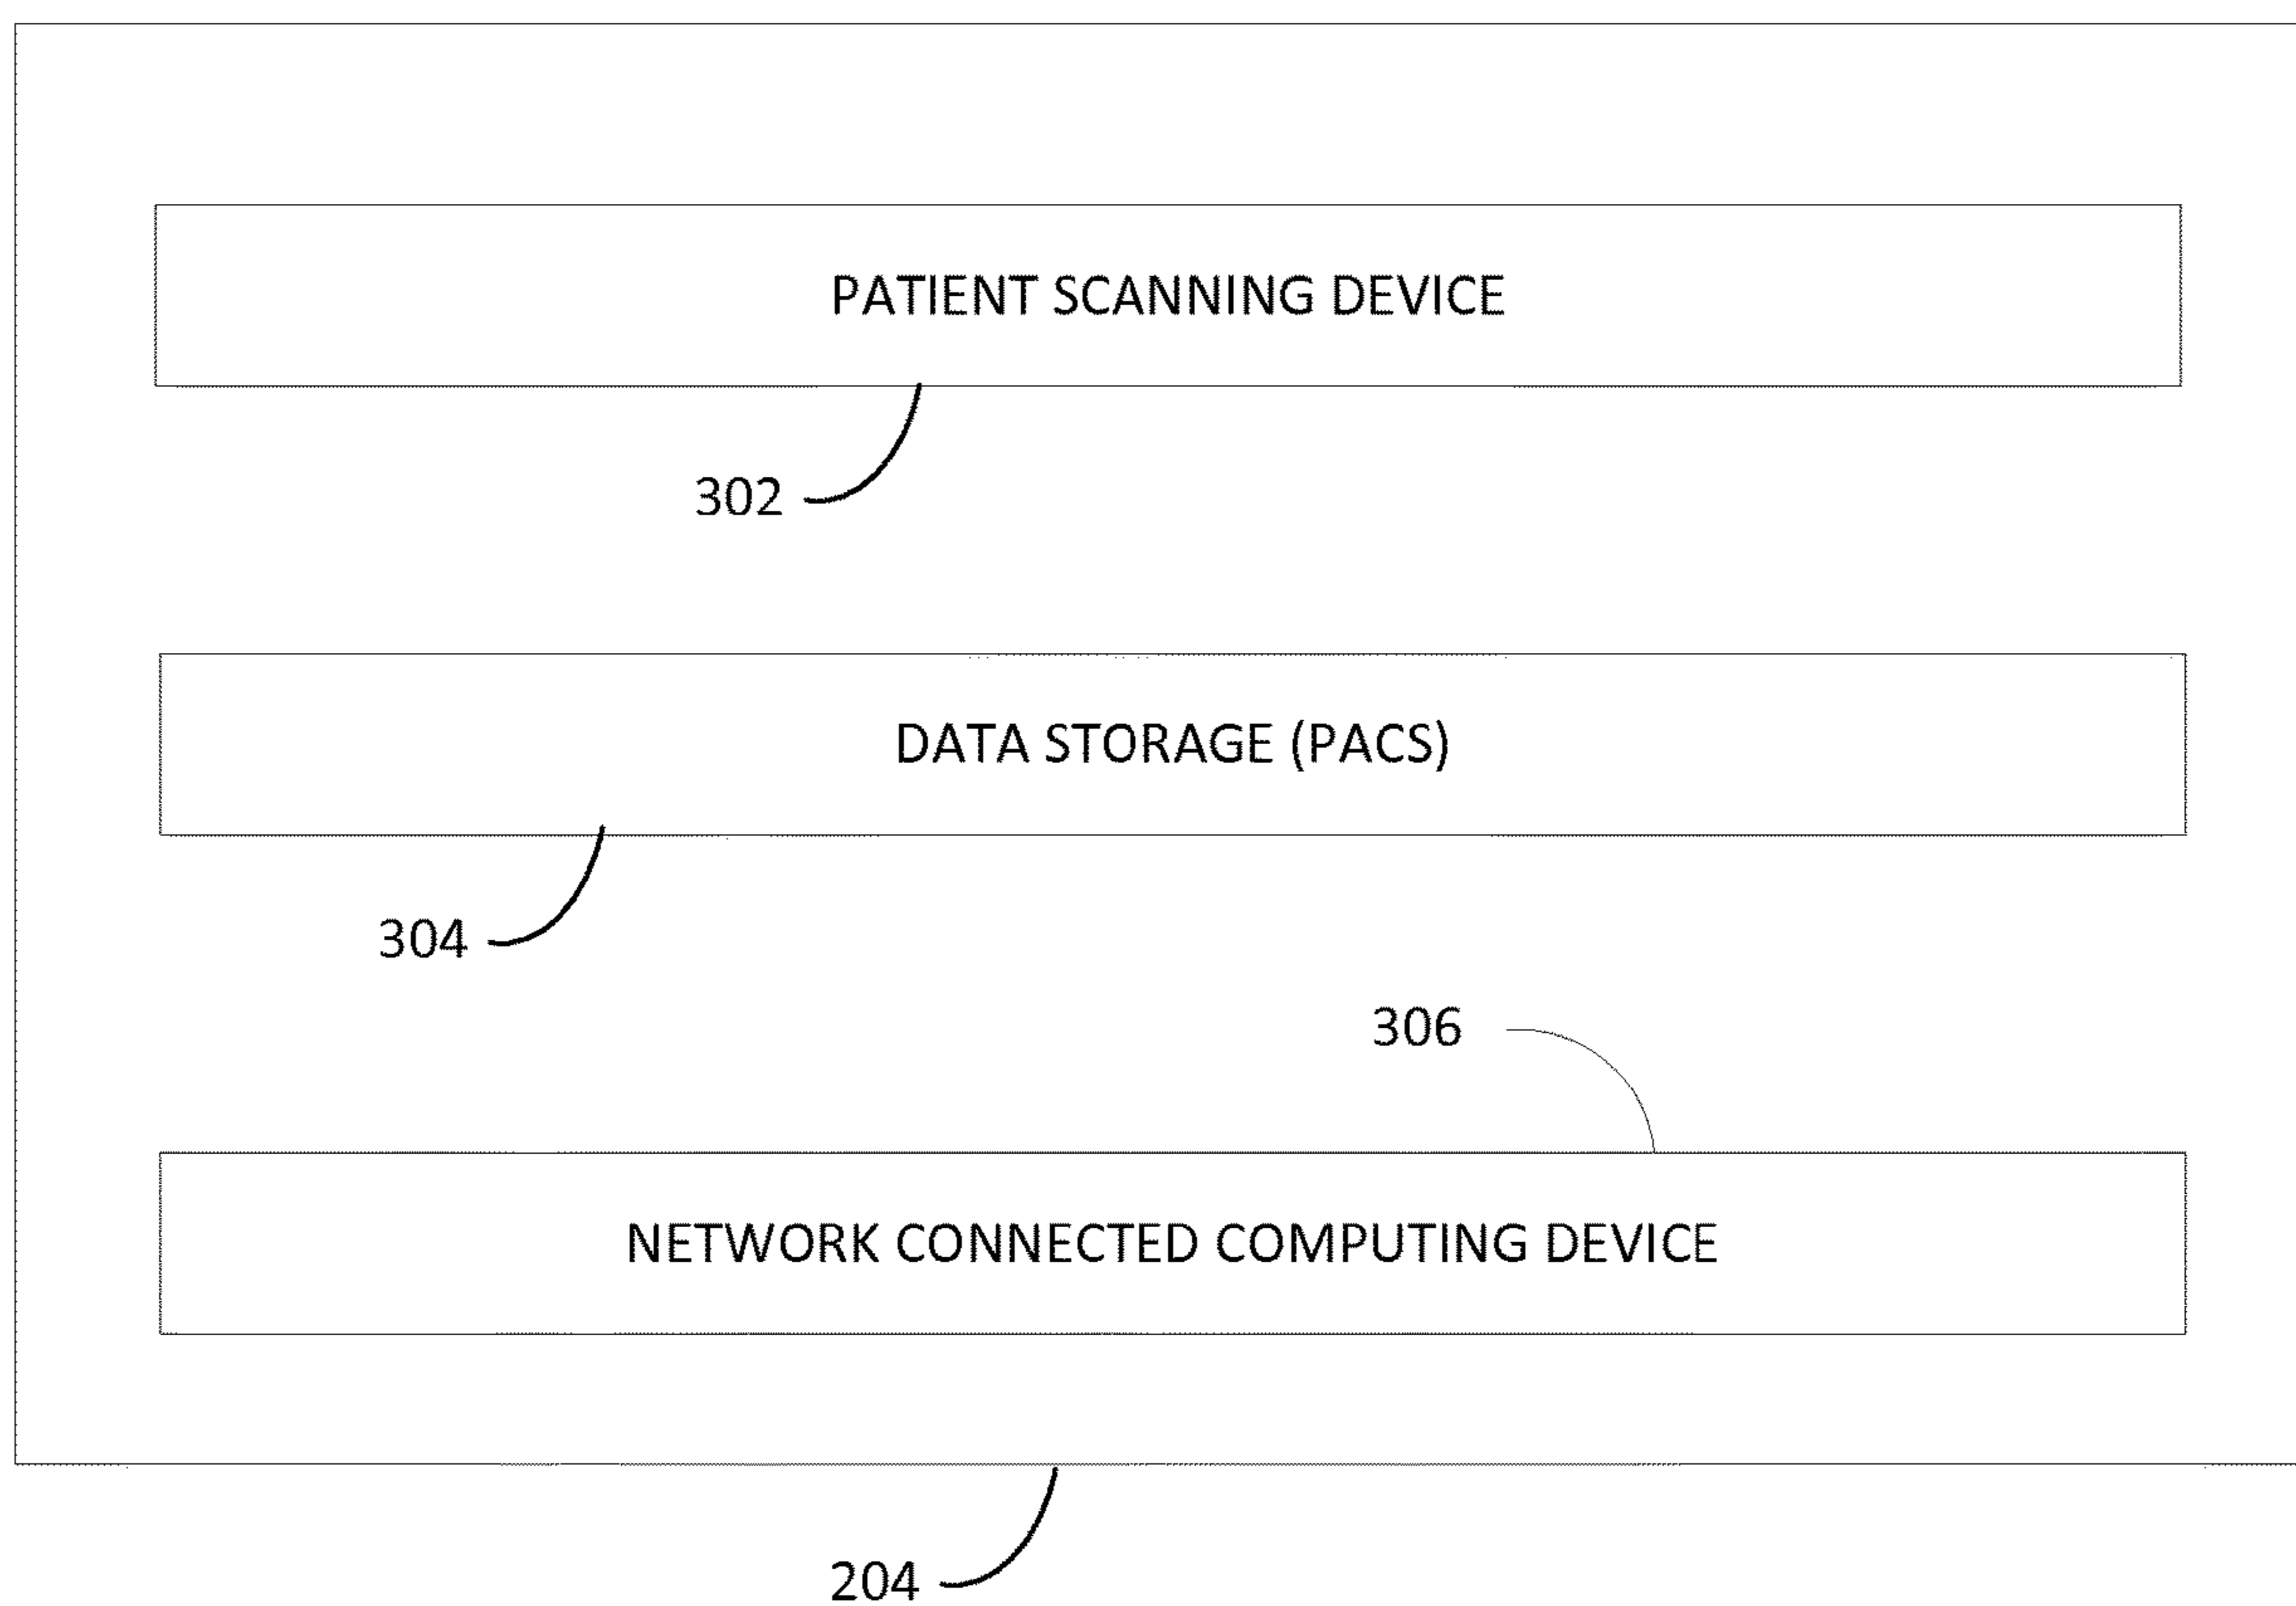 PATIENT SCANNING DEVICE
302
DATA STORAGE (PACS)
304
306
NETWORK CONNECTED COMPUTING DEVICE
204